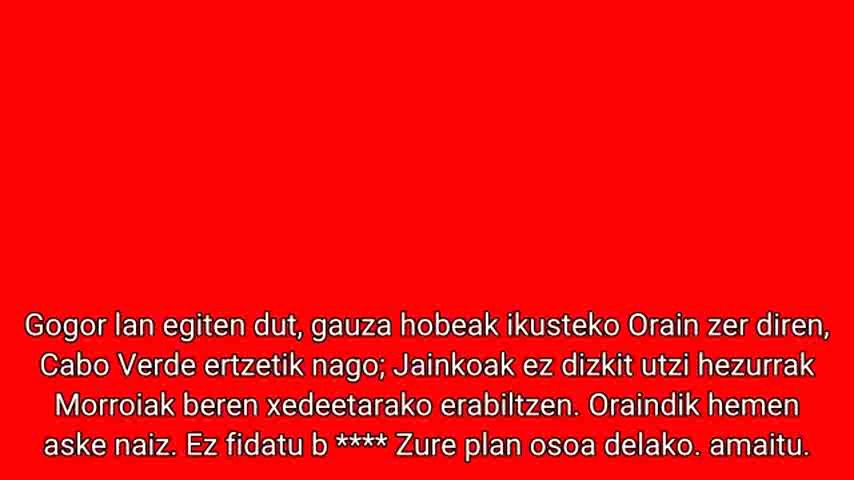 Gogor lan egiten dut, gauza hobeak ikusteko Orain zer diren,
Cabo Verde ertzetik nago; Jainkoak ez dizkit utzi hezurrak
Morroiak beren xedeetarako erabiltzen. Oraindik hemen
aske naiz. Ez fidatu b **** Zure plan osoa delako. amaitu.